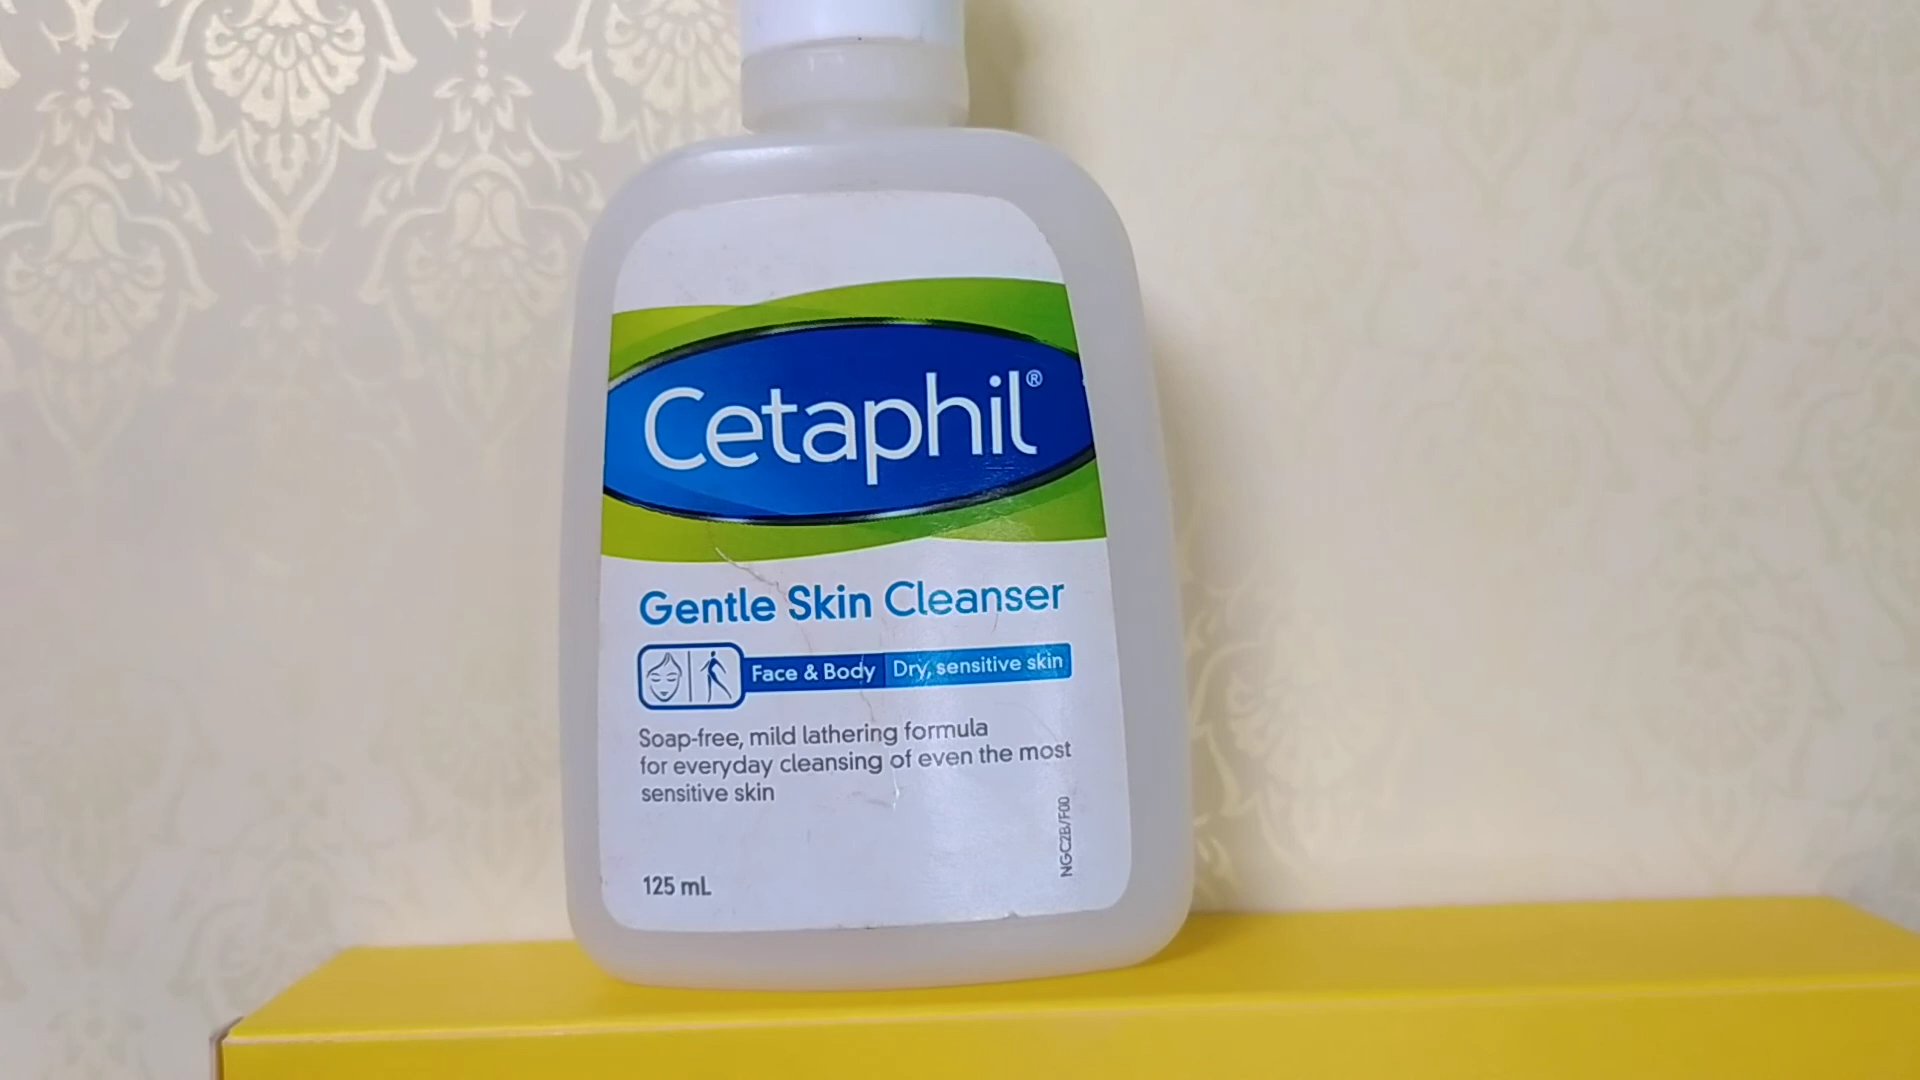 Cetaphil®
Gentle Skin Cleanser
Face & Body Dry, sensitive skin
Soap-free, mild lathering formula
for everyday cleansing of even the most
sensitive skin
NGC2B/F00
125 mL